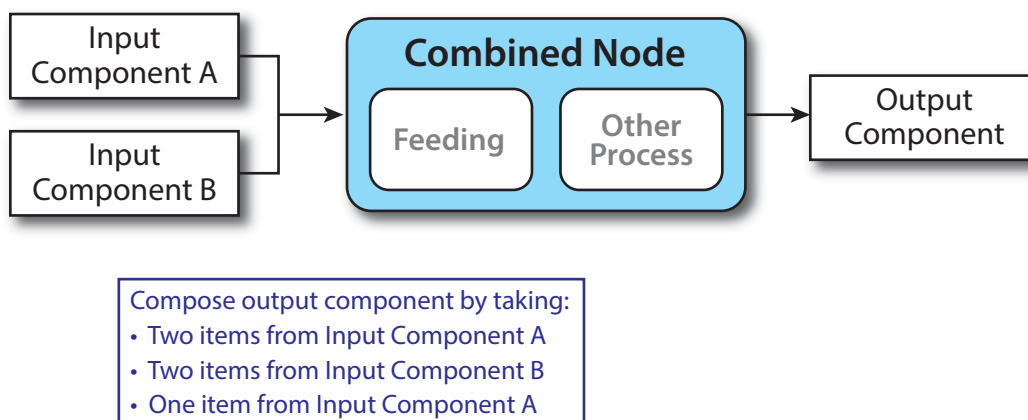 Input
Component A
Input
Component B
Combined Node
Feeding
Other
Process
Output
Component
Compose output component by taking:
• Two items from Input Component A
• Two items from Input Component B
• One item from Input Component A